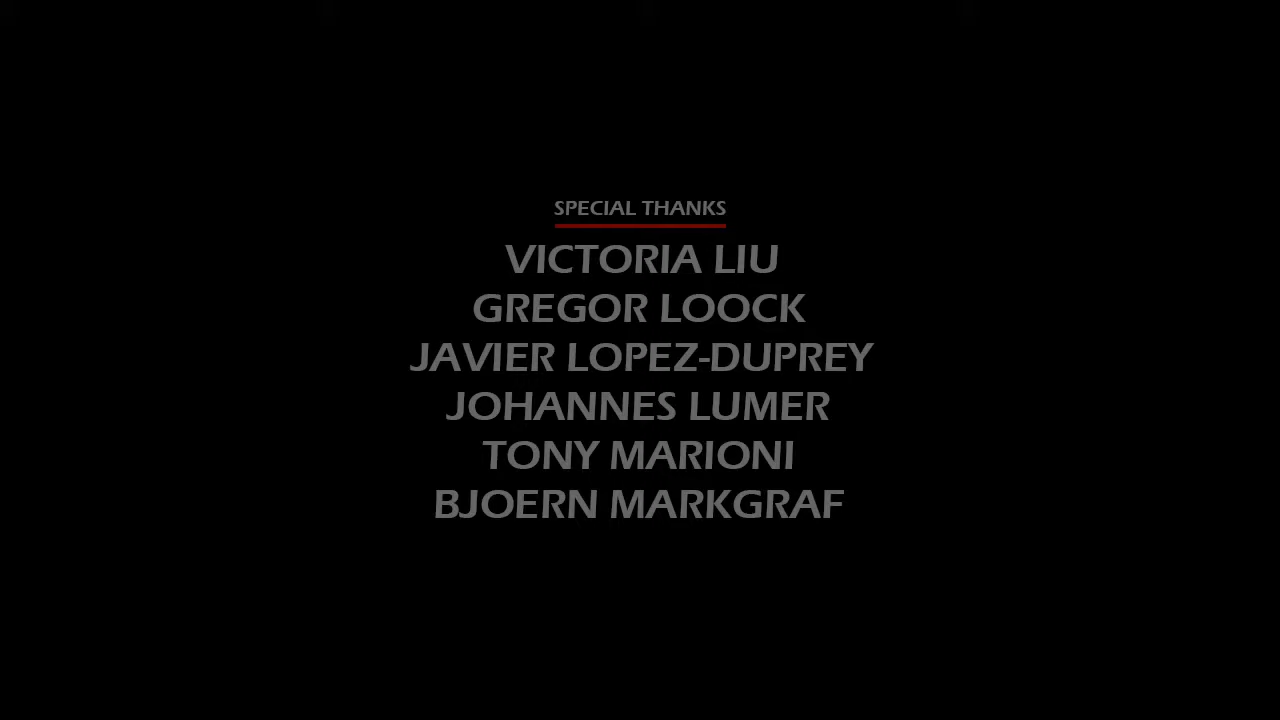 SPECIAL THANKS
VICTORIA LIU
GREGOR LOOCK
JAVIER LOPEZ-DUPREY
JOHANNES LUMER
TONY MARIONI
BJOERN MARKGRAF